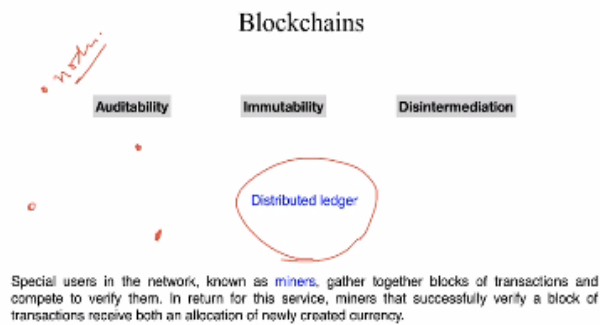 Blockchains
node
Auditability Immutability Disintermediation
Distributed ledger
Special users in the network, known as miners, gather together blocks of transactions and
compete to verify them. In return for this service, miners that successfully verify a block of
transactions receive both an allocation of newly created currency.